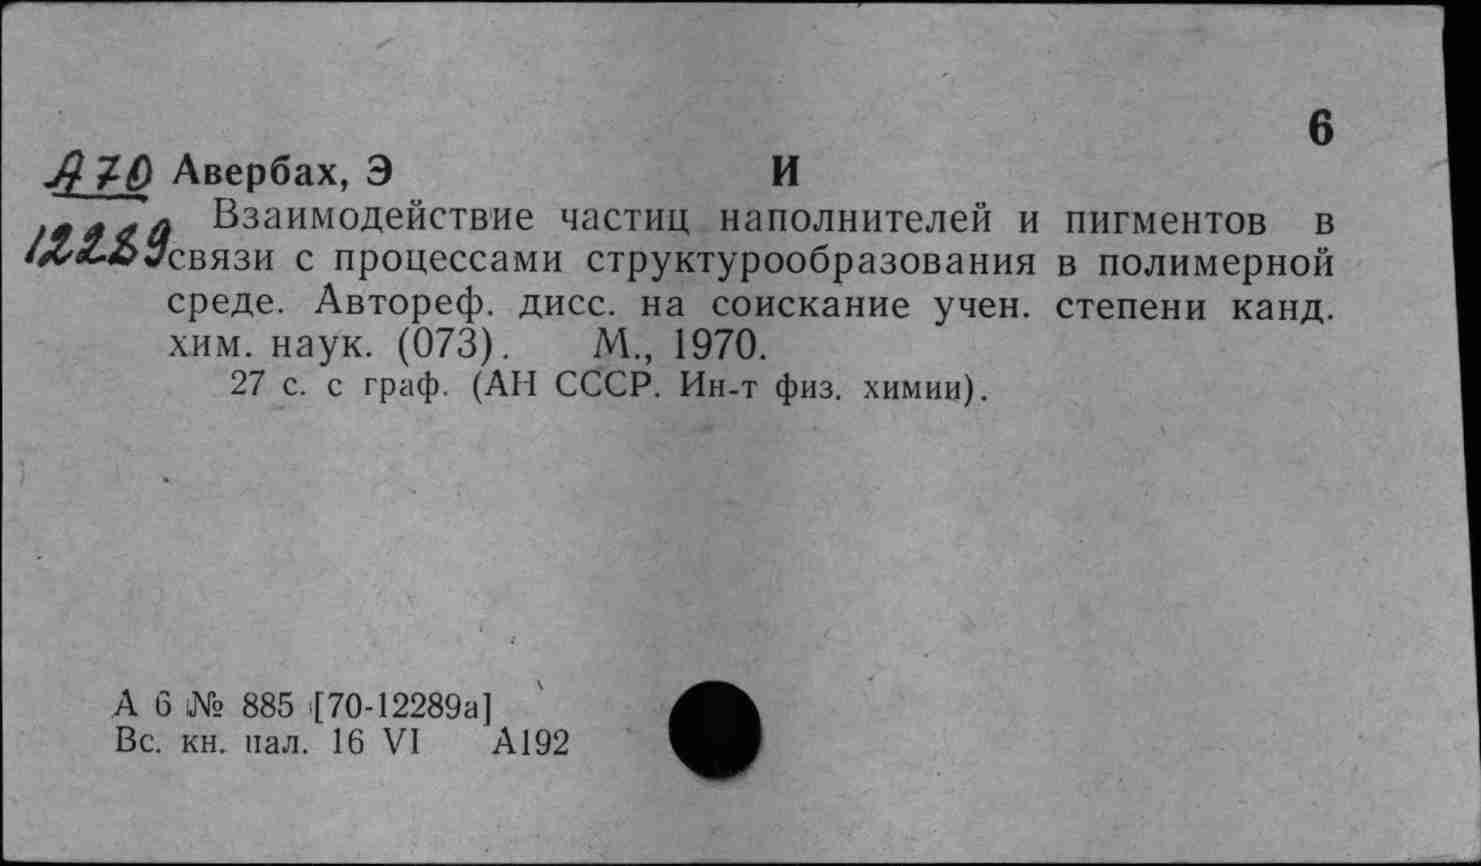 6
А70 Авербах, Э И
Взаимодействие частиц наполнителей и пигментов в
12289 связи с процессами структурообразования в полимерной
среде. Автореф. дисс. на соискание учен. степени канд.
хим. наук. (073). М., 1970.
27 с. с граф. (АН СССР. Ин-т физ. химии).
А 6 № 885 [70-12289а]
Вс. кн. пал. 16 VI А192